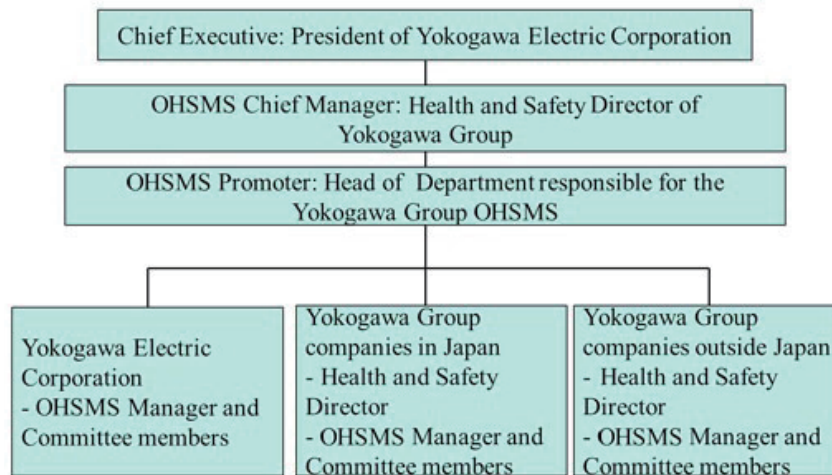 Chief Executive: President of Yokogawa Electric Corporation
OHSMS Chief Manager: Health and Safety Director of
Yokogawa Group
OHSMS Promoter: Head of Department responsible for the
Yokogawa Group OHSMS
Yokogawa Electric
Corporation
- OHSMS Manager and
Committee members
Yokogawa Group
companies in Japan
- Health and Safety
Director
- OHSMS Manager and
Committee members
Yokogawa Group
companies outside Japan
- Health and Safety
Director
- OHSMS Manager and
Committee members